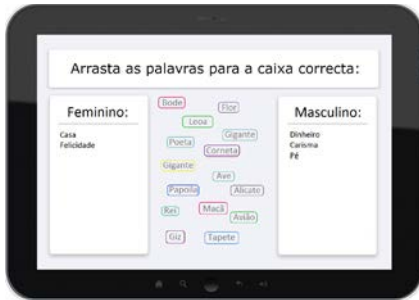 Arrasta as palavras para a caixa correcta:
Feminino:
Casa
Felicidade
Bode
Flor
Leoa
Gigante
Poeta
Corneta
Gigante
Ave
Papoila
Alicate
Rei
Maçã
Avião
Giz
Tapete
Masculino:
Dinheiro
Carisma
Pé